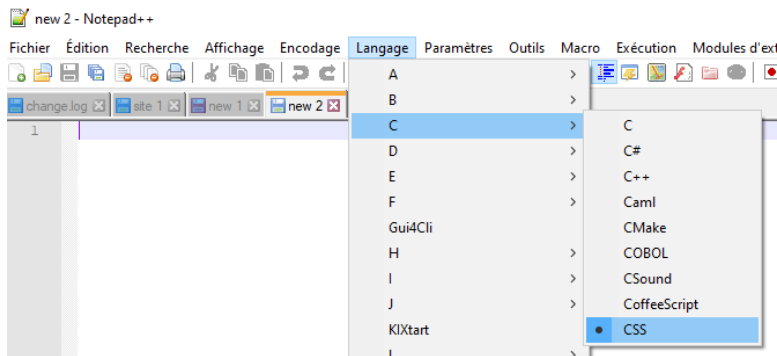 new 2 - Notepad++
Fichier Édition Recherche Affichage Encodage Langage Paramètres Outils Macro Exécution Modules d'ext
change.log site 1 new 1 new 2
1
A
B
C
D
E
F
Gui4Cli
H
I
J
KIXtart
L
C
C#
C++
Caml
CMake
COBOL
CSound
CoffeeScript
CSS